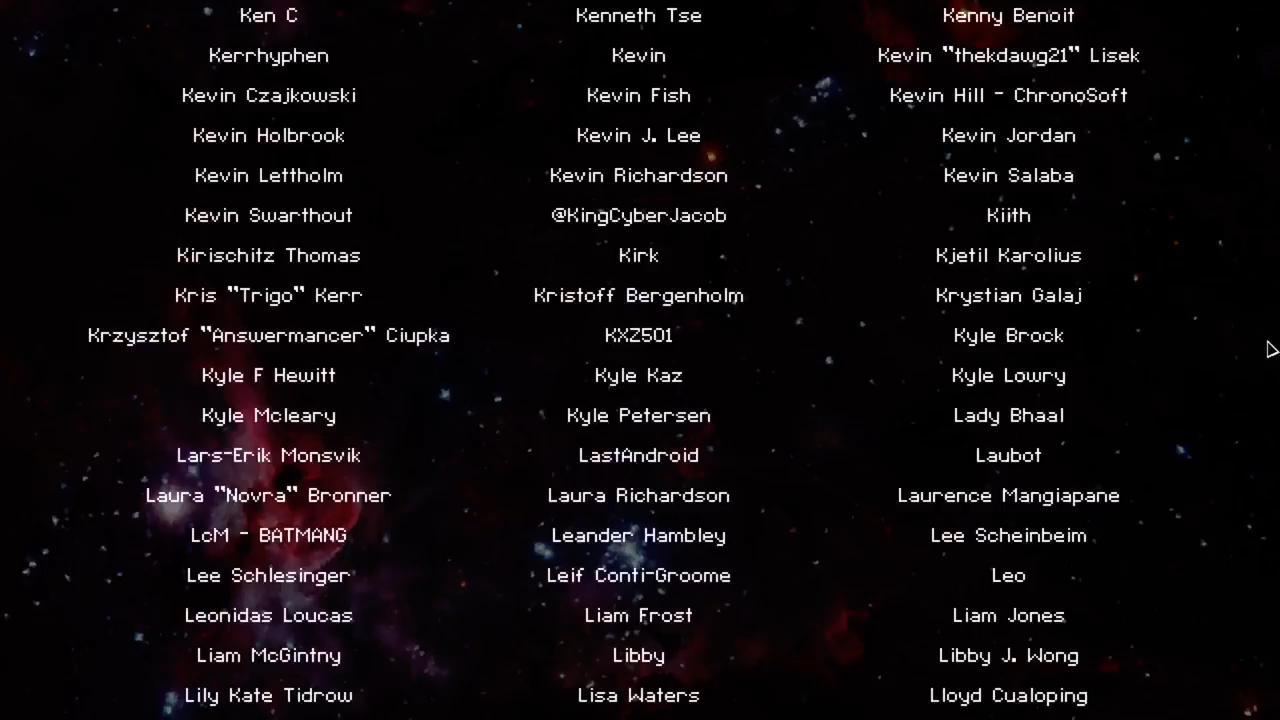 Ken C Kenneth Tse Kenny Benoit
Kerrhyphen Kevin Kevin "thekdawg21" Lisek
Kevin Czajkowski Kevin Fish Kevin Hill - ChronoSoft
Kevin Holbrook Kevin J. Lee Kevin Jordan
Kevin Lettholm Kevin Richardson Kevin Salaba
Kevin Swarthout @KingCyberJacob Kiith
Kirischitz Thomas Kirk Kjetil Karolius
Kris "Trigo" Kerr Kristoff Bergenholm Krystian Galaj
Krzysztof "Answermancer" Ciupka KXZ501 Kyle Brock
Kyle F Hewitt Kyle Kaz Kyle Lowry
Kyle Mcleary Kyle Petersen Lady Bhaal
Lars-Erik Monsvik LastAndroid Laubot
Laura "Novra" Bronner Laura Richardson Laurence Mangiapane
LcM - BATMANG Leander Hambley Lee Scheinbeim
Lee Schlesinger Leif Conti-Groome Leo
Leonidas Loucas Liam Frost Liam Jones
Liam McGintny Libby Libby J. Wong
Lily Kate Tidrow Lisa Waters Lloyd Cualoping